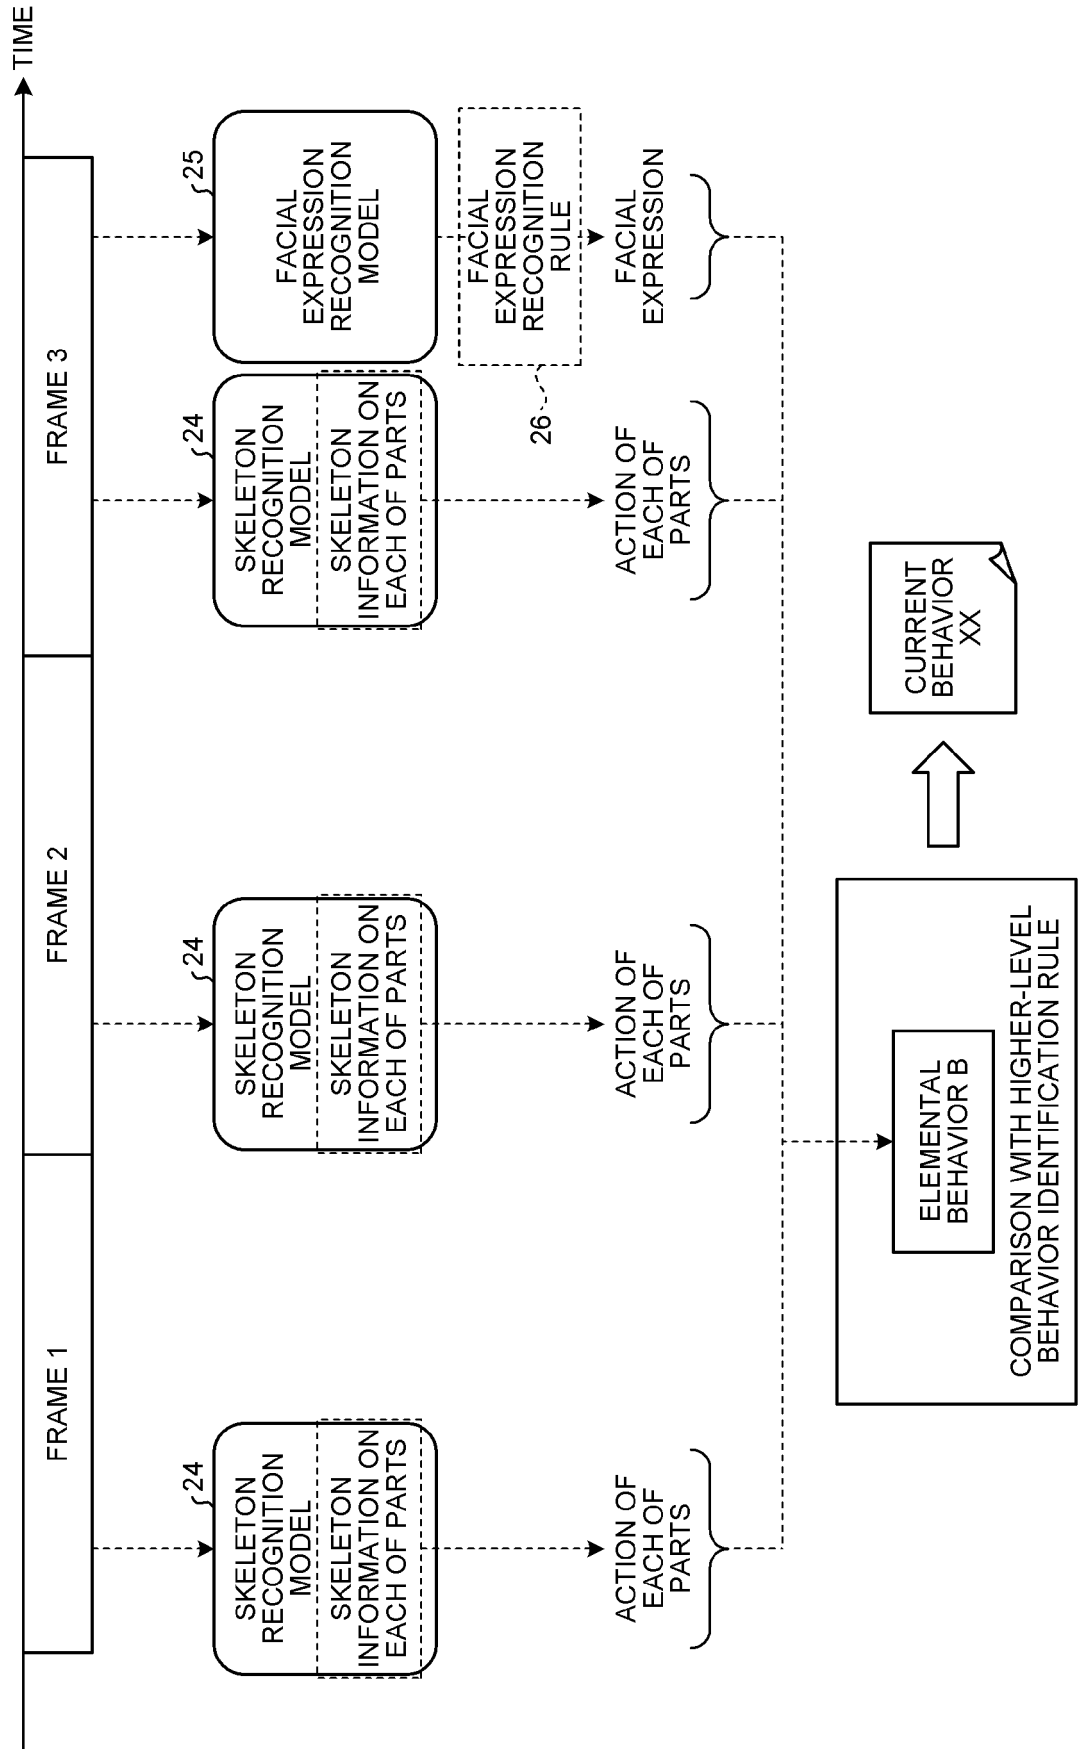 TIME
FRAME 1
FRAME 2
FRAME 3
24
SKELETON
RECOGNITION
MODEL
SKELETON
INFORMATION ON
EACH OF PARTS
24
SKELETON
RECOGNITION
MODEL
SKELETON
INFORMATION ON
EACH OF PARTS
24
SKELETON
RECOGNITION
MODEL
SKELETON
INFORMATION ON
EACH OF PARTS
25
FACIAL
EXPRESSION
RECOGNITION
MODEL
26
FACIAL
EXPRESSION
RECOGNITION
RULE
ACTION OF
EACH OF
PARTS
ACTION OF
EACH OF
PARTS
ACTION OF
EACH OF
PARTS
FACIAL
EXPRESSION
ELEMENTAL
BEHAVIOR B
COMPARISON WITH HIGHER-LEVEL
BEHAVIOR IDENTIFICATION RULE
CURRENT
BEHAVIOR
XX